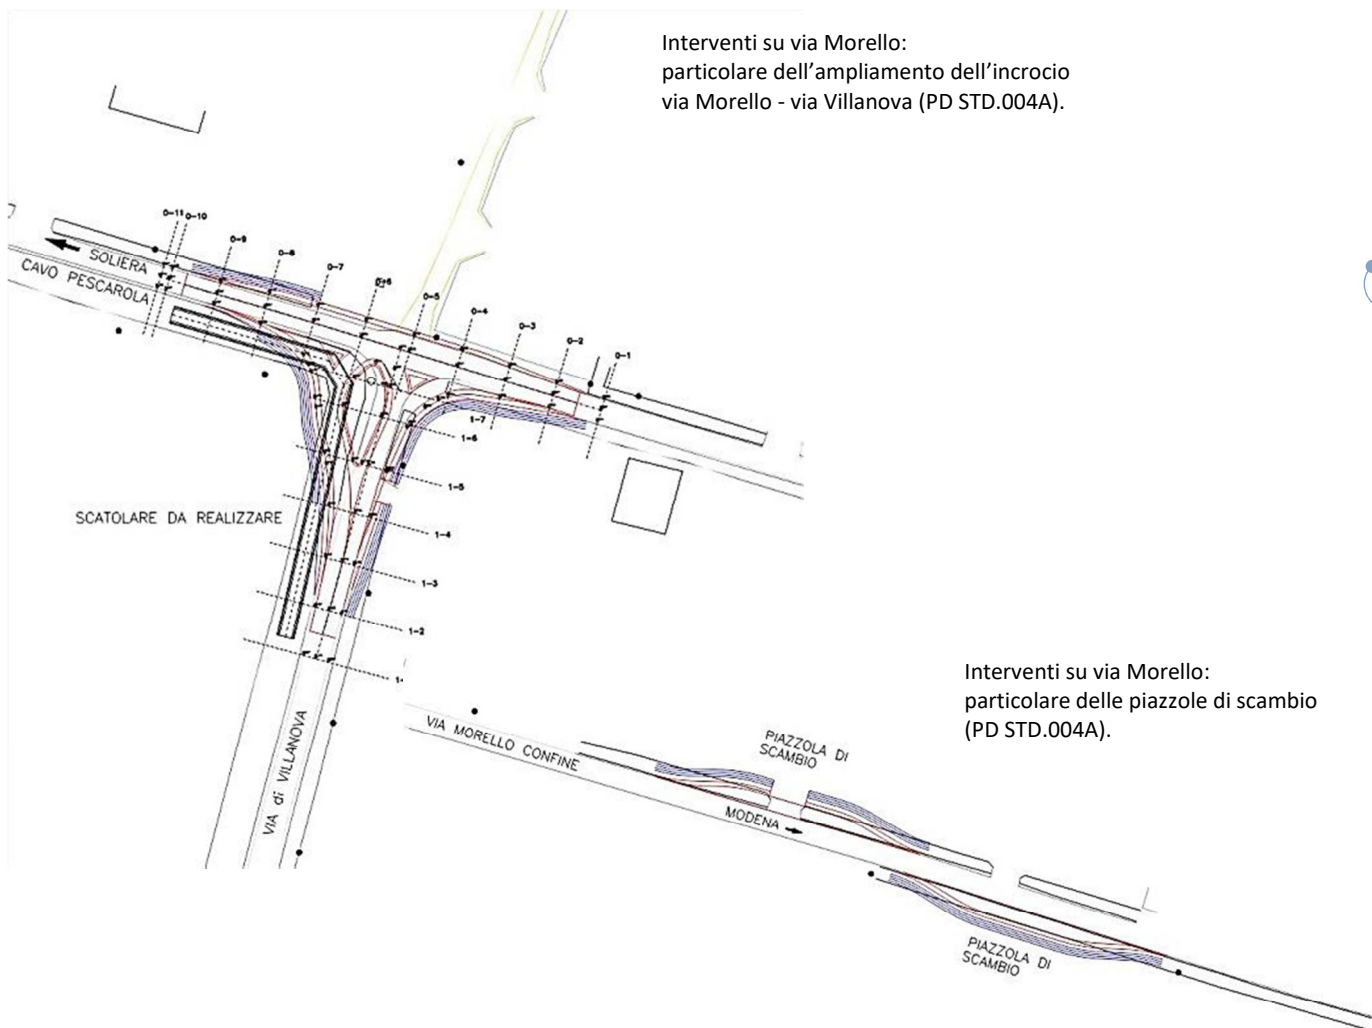 Interventi su via Morello:
particolare dell’ampliamento dell’incrocio
via Morello - via Villanova (PD STD.004A).
0-11
0-10
0-9
0-8
0-7
0-5
0-4
0-3
0-2
0-1
SOLIERA
CAVO PESCAROLA
1-7
1-6
1-5
1-4
1-3
1-2
SCATOLARE DA REALIZZARE
VIA di VILLANOVA
Interventi su via Morello:
particolare delle piazzole di scambio
(PD STD.004A).
VIA MORELLO CONFINE
PIAZZOLA DI
SCAMBIO
MODENA
PIAZZOLA DI
SCAMBIO